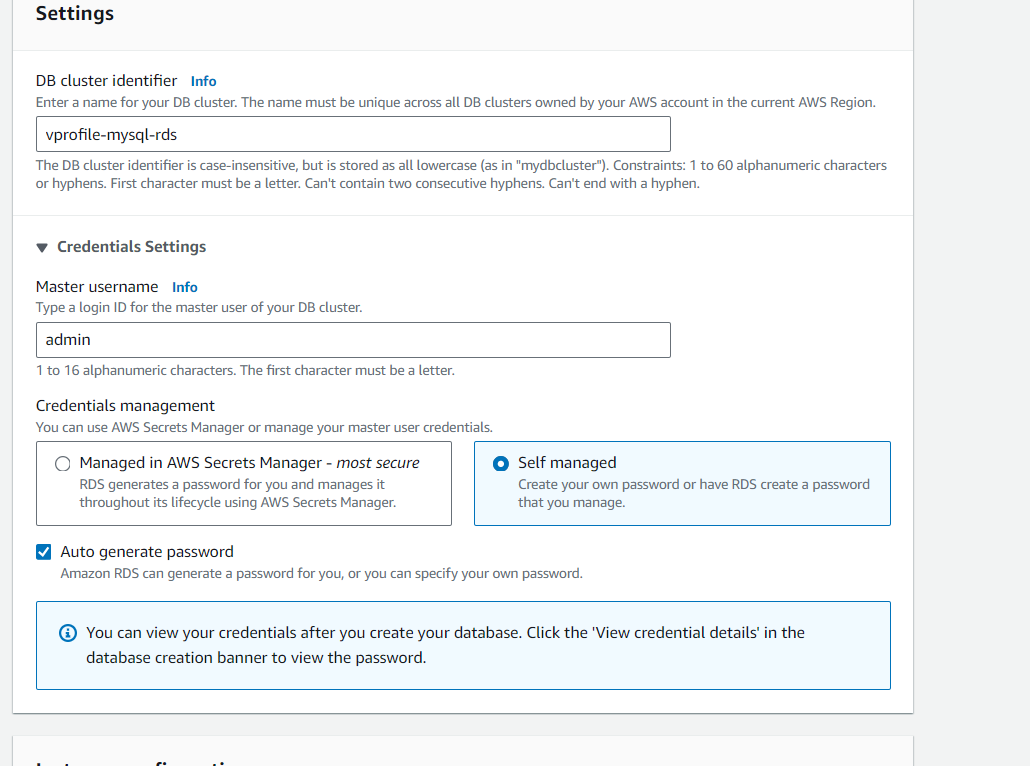 Settings
DB cluster identifier Info
Enter a name for your DB cluster. The name must be unique across all DB clusters owned by your AWS account in the current AWS Region.
vprofile-mysql-rds
The DB cluster identifier is case-insensitive, but is stored as all lowercase (as in "mydbcluster"). Constraints: 1 to 60 alphanumeric characters
or hyphens. First character must be a letter. Can't contain two consecutive hyphens. Can't end with a hyphen.
Credentials Settings
Master username Info
Type a login ID for the master user of your DB cluster.
admin
1 to 16 alphanumeric characters. The first character must be a letter.
Credentials management
You can use AWS Secrets Manager or manage your master user credentials.
Managed in AWS Secrets Manager - most secure
RDS generates a password for you and manages it
throughout its lifecycle using AWS Secrets Manager.
Self managed
Create your own password or have RDS create a password
that you manage.
Auto generate password
Amazon RDS can generate a password for you, or you can specify your own password.
You can view your credentials after you create your database. Click the 'View credential details' in the
database creation banner to view the password.